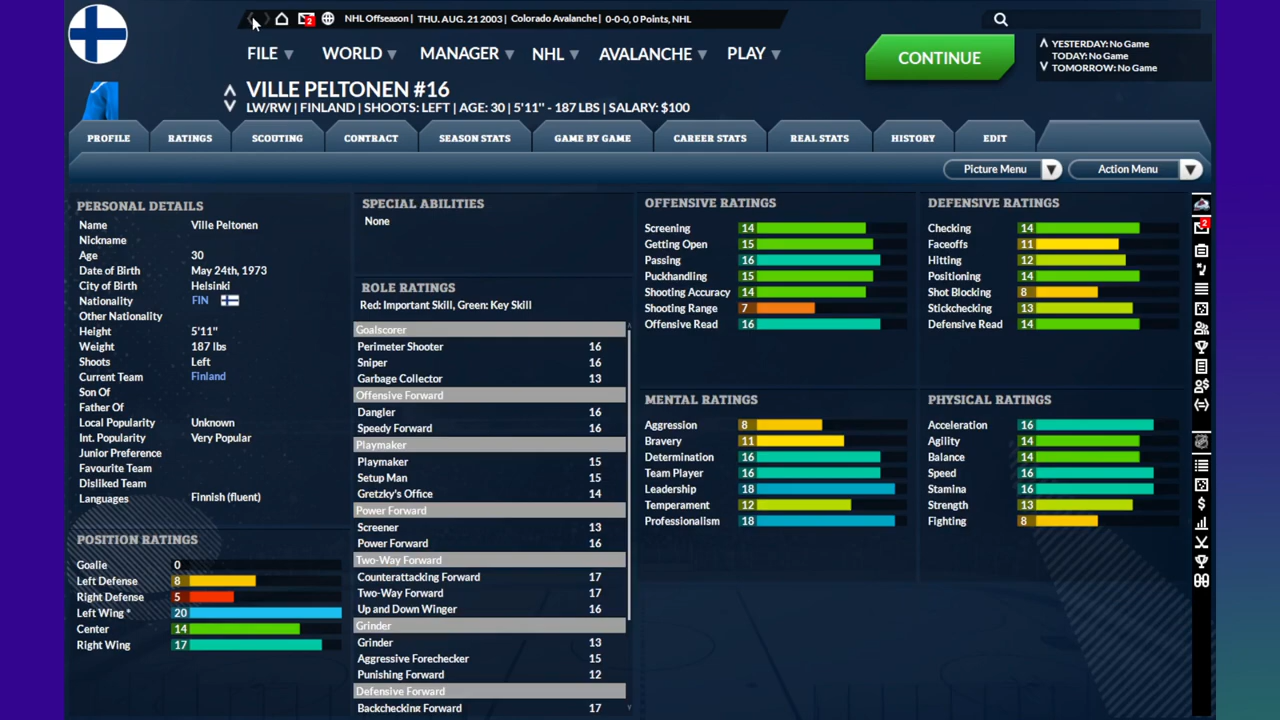 NHL Offseason | THU. AUG. 21 2003 | Colorado Avalanche | 0-0-0, 0 Points, NHL
2
FILE WORLD MANAGER NHL AVALANCHE PLAY
CONTINUE
YESTERDAY: No Game
TODAY: No Game
TOMORROW: No Game
VILLE PELTONEN #16
LW/RW | FINLAND | SHOOTS: LEFT | AGE: 30 | 5'11'' - 187 LBS | SALARY: $100
PROFILE RATINGS SCOUTING CONTRACT SEASON STATS GAME BY GAME CAREER STATS REAL STATS HISTORY EDIT
Picture Menu Action Menu
PERSONAL DETAILS
Name Ville Peltonen
Nickname
Age 30
Date of Birth May 24th, 1973
City of Birth Helsinki
Nationality FIN
Other Nationality
Height 5'11''
Weight 187 lbs
Shoots Left
Current Team Finland
Son Of
Father Of
Local Popularity Unknown
Int. Popularity Very Popular
Junior Preference
Favourite Team
Disliked Team
Languages Finnish (fluent)
POSITION RATINGS
Goalie 0
Left Defense 8
Right Defense 5
Left Wing * 20
Center 14
Right Wing 17
SPECIAL ABILITIES
None
ROLE RATINGS
Red: Important Skill, Green: Key Skill
Goalscorer
Perimeter Shooter 16
Sniper 16
Garbage Collector 13
Offensive Forward
Dangler 16
Speedy Forward 16
Playmaker
Playmaker 15
Setup Man 15
Gretzky's Office 14
Power Forward
Screener 13
Power Forward 16
Two-Way Forward
Counterattacking Forward 17
Two-Way Forward 17
Up and Down Winger 16
Grinder
Grinder 13
Aggressive Forechecker 15
Punishing Forward 12
Defensive Forward
Backchecking Forward 17
OFFENSIVE RATINGS
Screening 14
Getting Open 15
Passing 16
Puckhandling 15
Shooting Accuracy 14
Shooting Range 7
Offensive Read 16
DEFENSIVE RATINGS
Checking 14
Faceoffs 11
Hitting 12
Positioning 14
Shot Blocking 8
Stickchecking 13
Defensive Read 14
MENTAL RATINGS
Aggression 8
Bravery 11
Determination 16
Team Player 16
Leadership 18
Temperament 12
Professionalism 18
PHYSICAL RATINGS
Acceleration 16
Agility 14
Balance 14
Speed 16
Stamina 16
Strength 13
Fighting 8
2